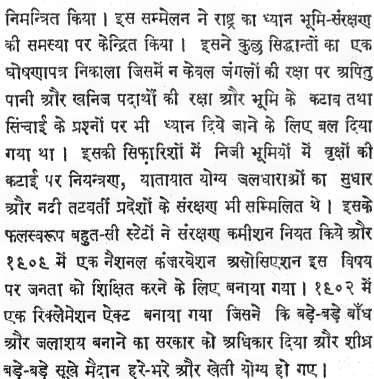 निमन्त्रित किया। इस सम्मेलन ने राष्ट्र का ध्यान भूमि-संरक्षण
की समस्या पर केन्द्रित किया। इसने कुछ सिद्धान्तों का एक
घोषणापत्र निकाला जिसमें न केवल जंगलों की रक्षा पर अपितु
पानी और खनिज पदार्थों की रक्षा और भूमि के कटाव तथा
सिंचाई के प्रश्नों पर भी ध्यान दिये जाने के लिए बल दिया
गया था। इसकी सिफ़ारिशों में निजी भूमियों में वृक्षों की
कटाई पर नियन्त्रण, यातायात योग्य जलधाराओं का सुधार
और नदी तटवर्ती प्रदेशों के संरक्षण भी सम्मिलित थे। इसके
फलस्वरूप बहुत-सी स्टेटों ने संरक्षण कमीशन नियत किये और
१९०९ में एक नैशनल कंजरवेशन असोसिएशन इस विषय
पर जनता को शिक्षित करने के लिए बनाया गया। १९०२ में
एक रिक्लेमेशन ऐक्ट बनाया गया जिसने कि बड़े-बड़े बाँध
और जलाशय बनाने का सरकार को अधिकार दिया और शीघ्र
बड़े-बड़े सूखे मैदान हरे-भरे और खेती योग्य हो गए।